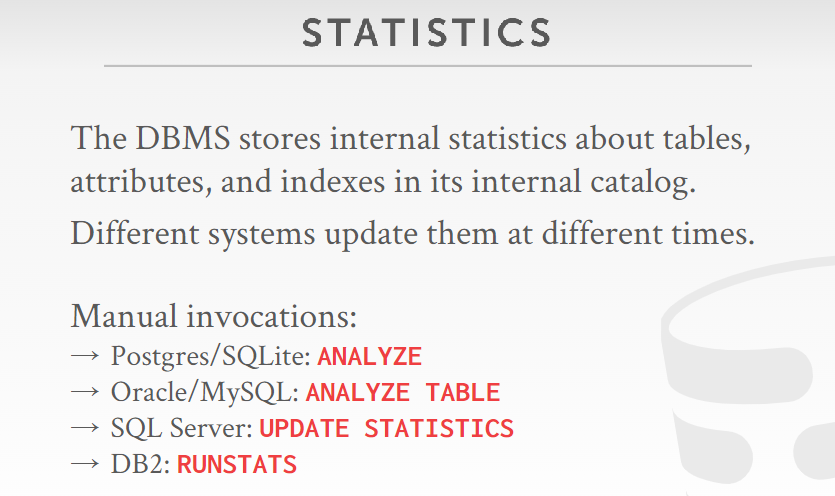 STATISTICS
The DBMS stores internal statistics about tables,
attributes, and indexes in its internal catalog.
Different systems update them at different times.
Manual invocations:
→ Postgres/SQLite: ANALYZE
→ Oracle/MySQL: ANALYZE TABLE
→ SQL Server: UPDATE STATISTICS
→ DB2: RUNSTATS